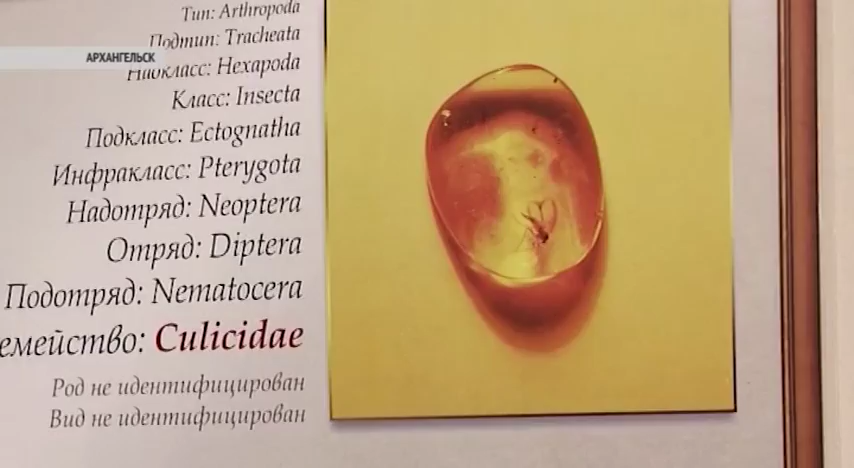 Тип: Arthropoda
Подтип: Tracheata
АРХАНГЕЛЬСК
Надкласс: Hexapoda
Класс: Insecta
Подкласс: Ectognatha
Инфракласс: Pterygota
Надотряд: Neoptera
Отряд: Diptera
Подотряд: Nematocera
емейство: Culicidae
Род не идентифицирован
Вид не идентифицирован